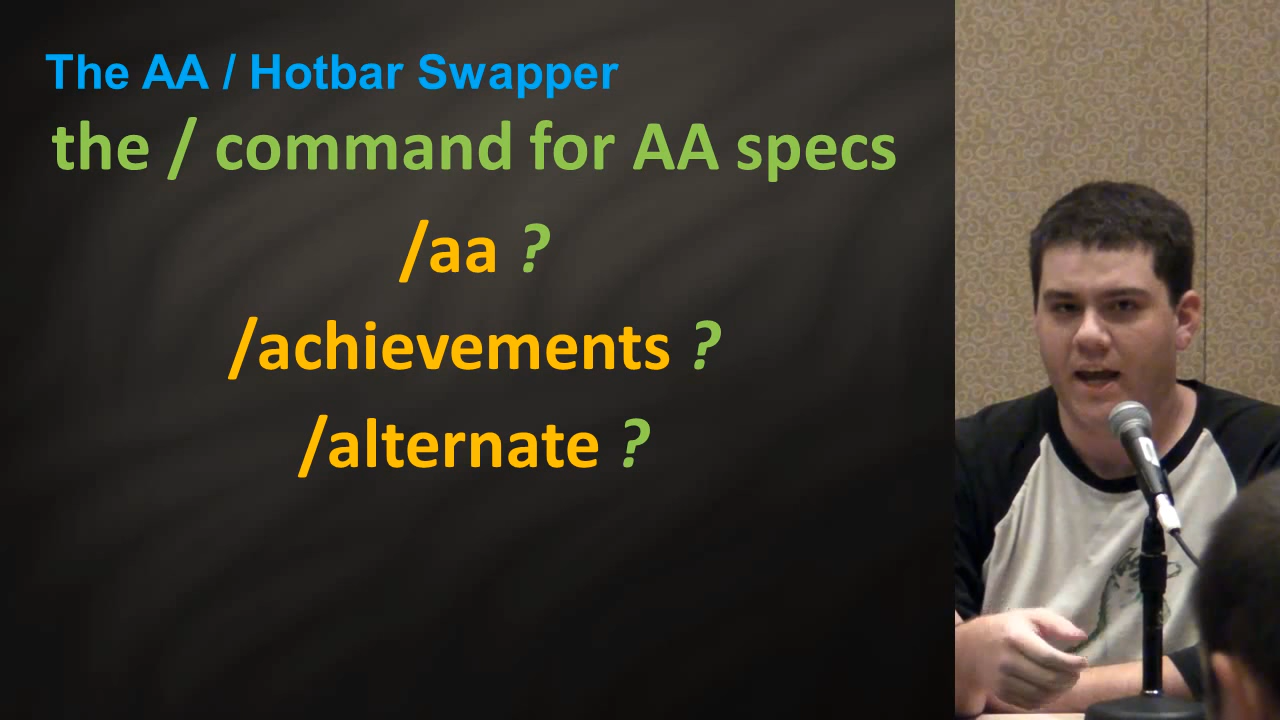 The AA / Hotbar Swapper
the / command for AA specs
/aa ?
/achievements ?
/alternate ?